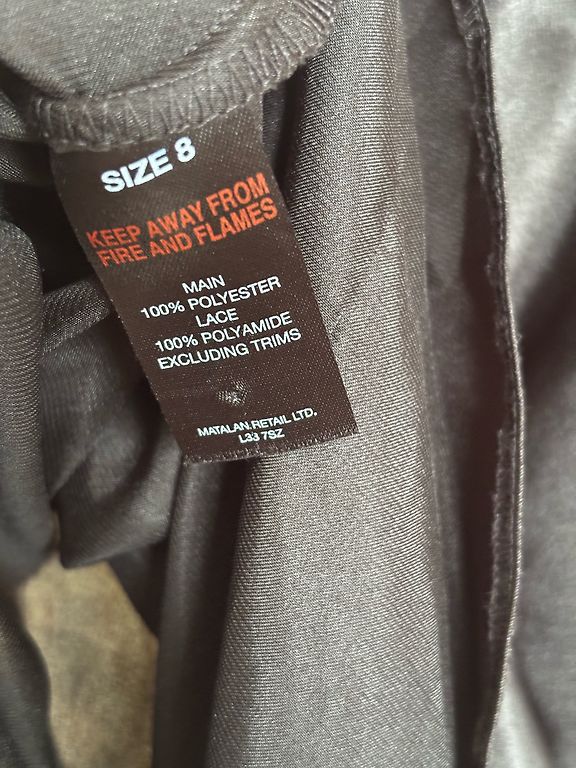 SIZE 8
KEEP AWAY FROM
FIRE AND FLAMES
MAIN
100% POLYESTER
LACE
100% POLYAMIDE
EXCLUDING TRIMS
MATALAN RETAIL LTD.
L33 7SZ